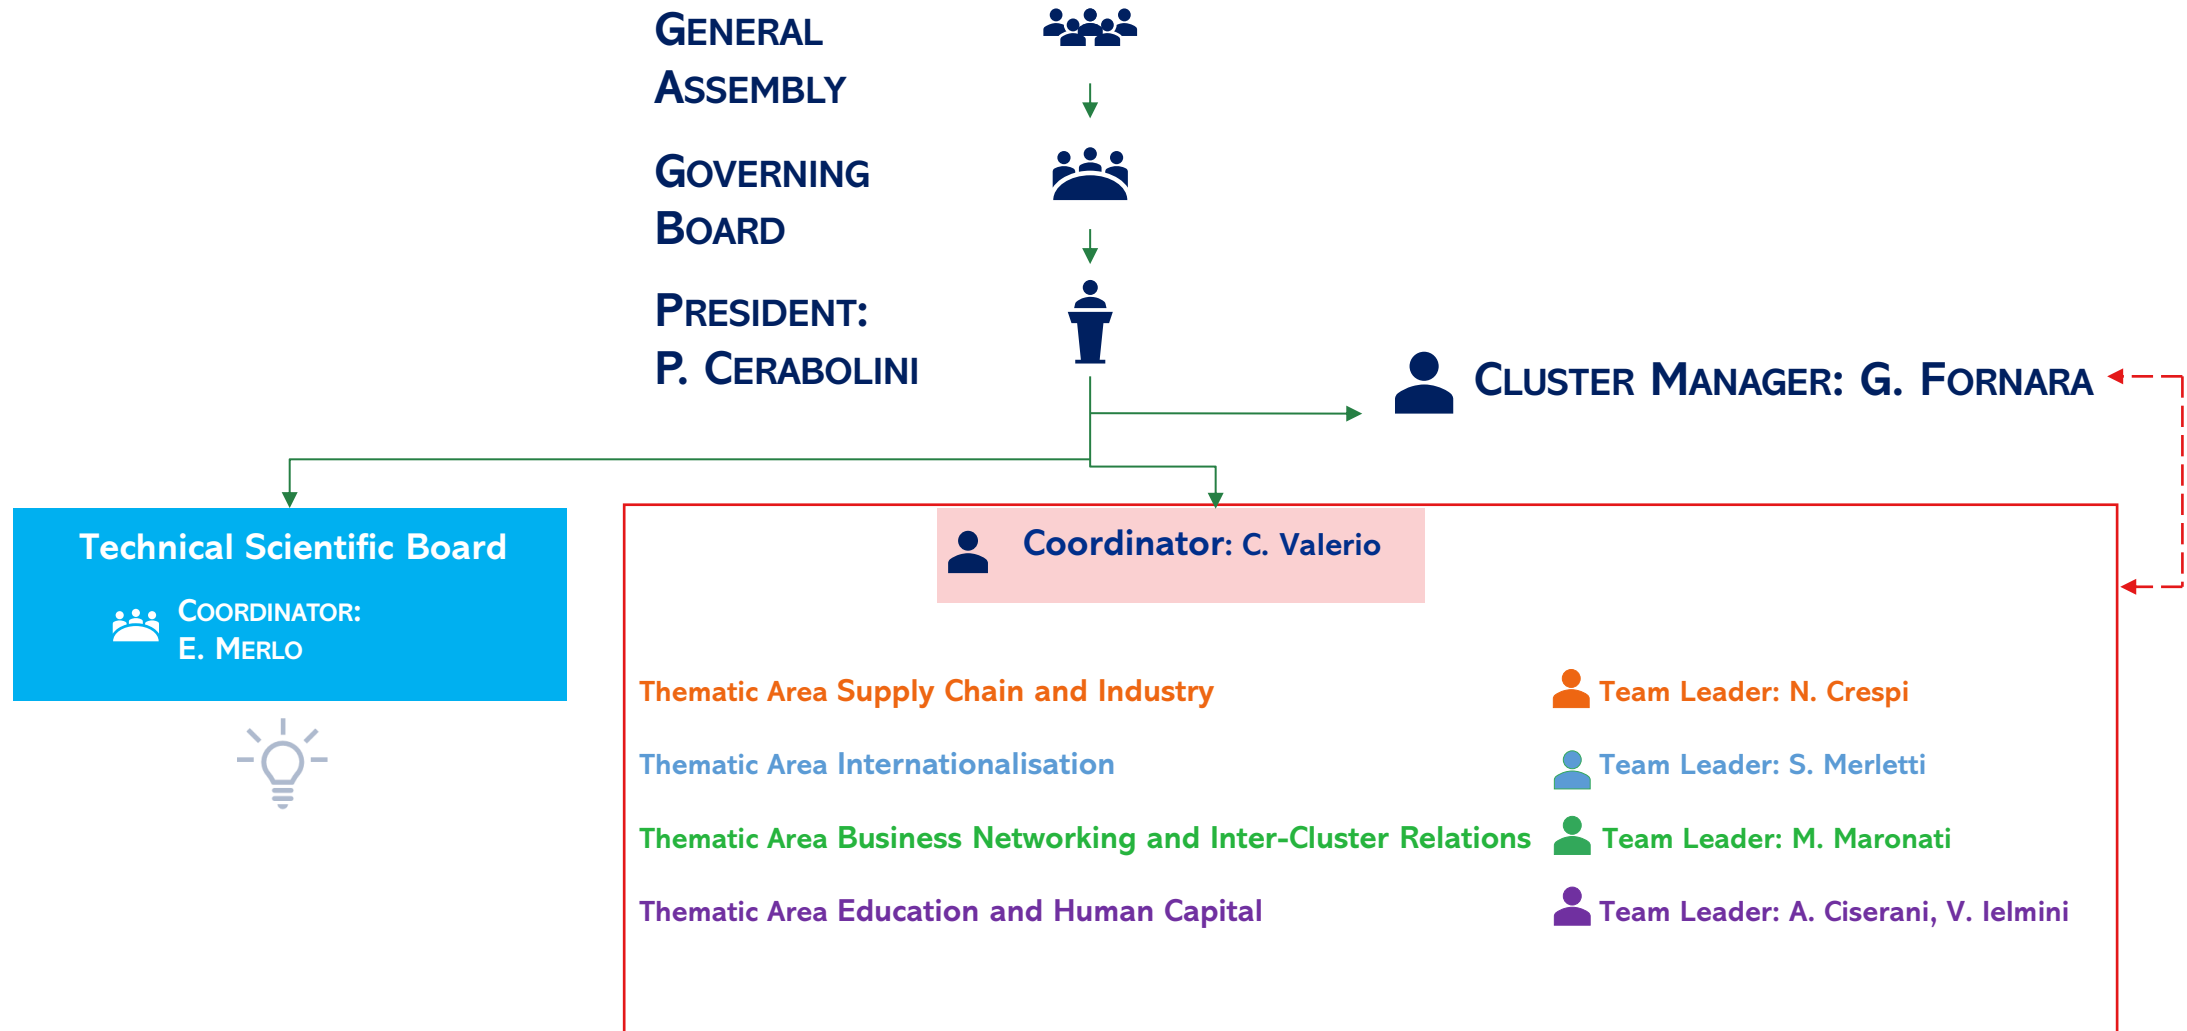 GENERAL
ASSEMBLY
GOVERNING
BOARD
PRESIDENT:
P. CERABOLINI
CLUSTER MANAGER: G. FORNARA
Technical Scientific Board
COORDINATOR:
E. MERLO
Coordinator: C. Valerio
Thematic Area Supply Chain and Industry
Team Leader: N. Crespi
Thematic Area Internationalisation
Team Leader: S. Merletti
Thematic Area Business Networking and Inter-Cluster Relations
Team Leader: M. Maronati
Thematic Area Education and Human Capital
Team Leader: A. Ciserani, V. Ielmini